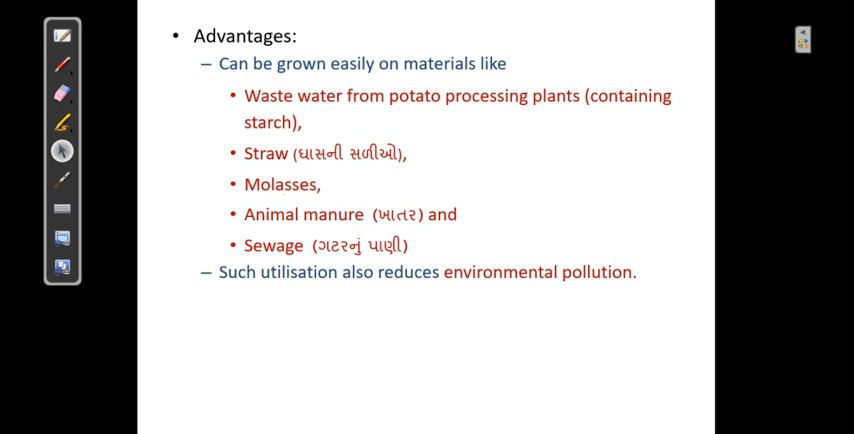 • Advantages:
– Can be grown easily on materials like
• Waste water from potato processing plants (containing
starch),
• Straw (ઘાસની સળીઓ),
• Molasses,
• Animal manure (ખાતર) and
• Sewage (ગટરનું પાણી)
– Such utilisation also reduces environmental pollution.